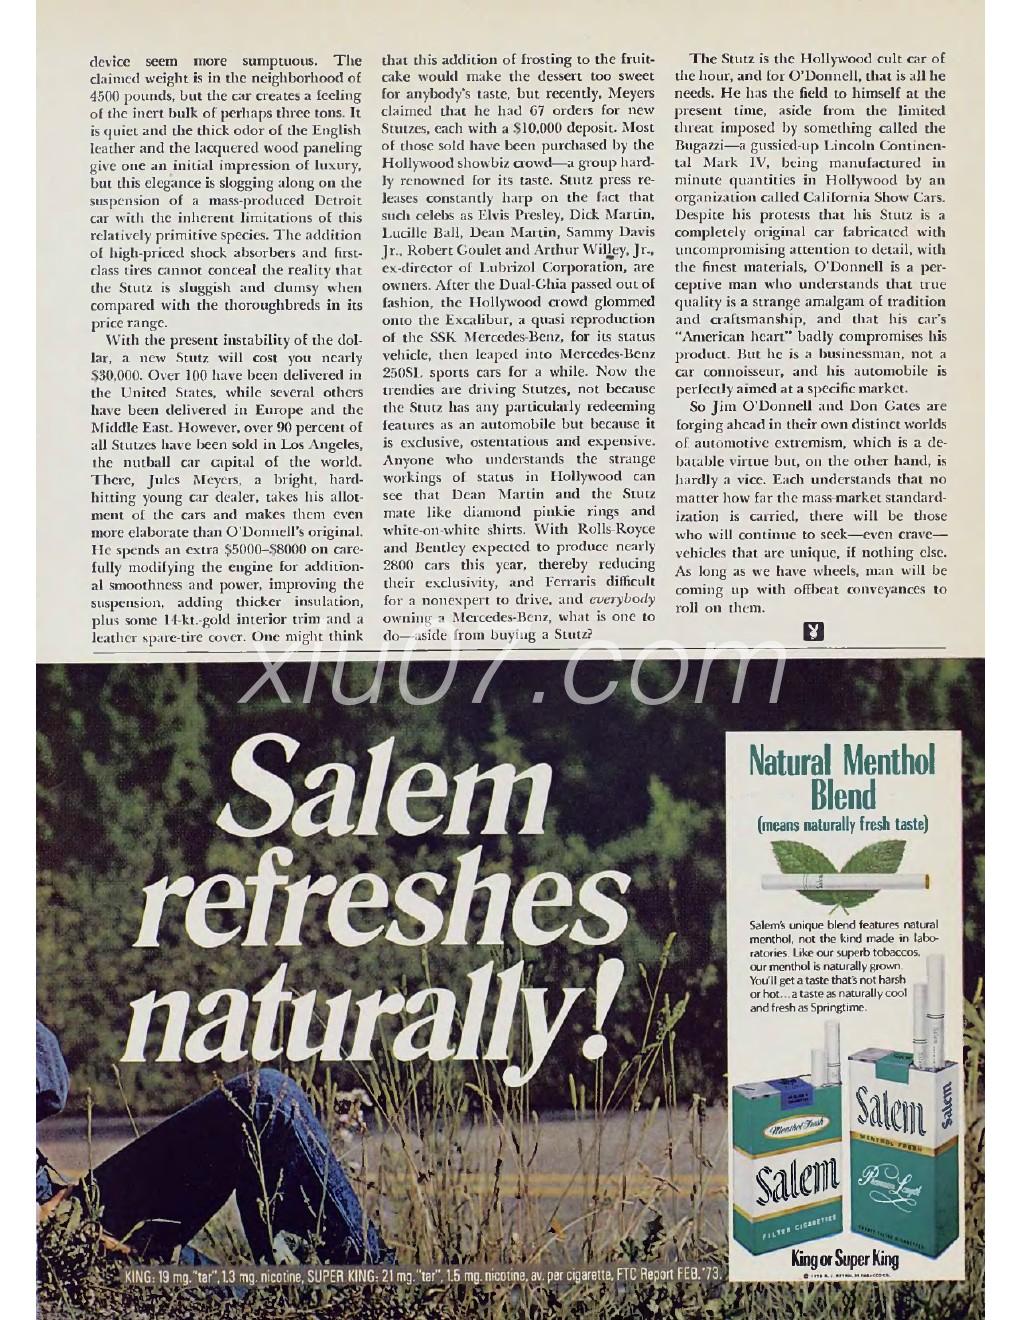 device seem more sumptuous. The
claimed weight is in the neighborhood of
4500 pounds, but the car creates a feeling
of the inert bulk of perhaps three tons. It
is quiet and the thick odor of the English
leather and the lacquered wood paneling
give one an initial impression of luxury,
but this elegance is slogging along on the
suspension of a mass-produced Detroit
car with the inherent limitations of this
relatively primitive species. The addition
of high-priced shock absorbers and first-
class tires cannot conceal the reality that
the Stutz is sluggish and clumsy when
compared with the thoroughbreds in its
price range.
With the present instability of the dol-
lar, a new Stutz will cost you nearly
$30,000. Over 100 have been delivered in
the United States, while several others
have been delivered in Europe and the
Middle East. However, over 90 percent of
all Stutzes have been sold in Los Angeles,
the nutball car capital of the world.
There, Jules Meyers, a bright, hard-
hitting young car dealer, takes his allot-
ment of the cars and makes them even
more elaborate than O'Donnell's original.
He spends an extra $5000–$8000 on care-
fully modifying the engine for addition-
al smoothness and power, improving the
suspension, adding thicker insulation,
plus some 14-kt.-gold interior trim and a
leather spare-tire cover. One might think
that this addition of frosting to the fruit-
cake would make the dessert too sweet
for anybody's taste, but recently, Meyers
claimed that he had 67 orders for new
Stutzes, each with a $10,000 deposit. Most
of those sold have been purchased by the
Hollywood showbiz crowd—a group hard-
ly renowned for its taste. Stutz press re-
leases constantly harp on the fact that
such celebs as Elvis Presley, Dick Martin,
Lucille Ball, Dean Martin, Sammy Davis
Jr., Robert Goulet and Arthur Willey, Jr.,
ex-director of Lubrizol Corporation, are
owners. After the Dual-Ghia passed out of
fashion, the Hollywood crowd glommed
onto the Excalibur, a quasi reproduction
of the SSK Mercedes-Benz, for its status
vehicle, then leaped into Mercedes-Benz
250SL sports cars for a while. Now the
trendies are driving Stutzes, not because
the Stutz has any particularly redeeming
features as an automobile but because it
is exclusive, ostentatious and expensive.
Anyone who understands the strange
workings of status in Hollywood can
see that Dean Martin and the Stutz
mate like diamond pinkie rings and
white-on-white shirts. With Rolls-Royce
and Bentley expected to produce nearly
2800 cars this year, thereby reducing
their exclusivity, and Ferraris difficult
for a nonexpert to drive, and everybody
owning a Mercedes-Benz, what is one to
do—aside from buying a Stutz?
The Stutz is the Hollywood cult car of
the hour, and for O'Donnell, that is all he
needs. He has the field to himself at the
present time, aside from the limited
threat imposed by something called the
Bugazzi—a gussied-up Lincoln Continen-
tal Mark IV, being manufactured in
minute quantities in Hollywood by an
organization called California Show Cars.
Despite his protests that his Stutz is a
completely original car fabricated with
uncompromising attention to detail, with
the finest materials, O'Donnell is a per-
ceptive man who understands that true
quality is a strange amalgam of tradition
and craftsmanship, and that his car's
"American heart" badly compromises his
product. But he is a businessman, not a
car connoisseur, and his automobile is
perfectly aimed at a specific market.
So Jim O'Donnell and Don Gates are
forging ahead in their own distinct worlds
of automotive extremism, which is a de-
batable virtue but, on the other hand, is
hardly a vice. Each understands that no
matter how far the mass-market standard-
ization is carried, there will be those
who will continue to seek—even crave—
vehicles that are unique, if nothing else.
As long as we have wheels, man will be
coming up with offbeat conveyances to
roll on them.
xiu07.com
Salem
refreshes
naturally!
Natural Menthol
Blend
(means naturally fresh taste)
Salem
Salem's unique blend features natural
menthol, not the kind made in labo-
ratories. Like our superb tobaccos,
our menthol is naturally grown.
You'll get a taste that's not harsh
or hot...a taste as naturally cool
and fresh as Springtime.
Menthol Fresh
Salem
FILTER CIGARETTES
Salem
Salem
MENTHOL FRESH
Premium Length
King or Super King
KING: 19 mg. "tar", 1.3 mg. nicotine, SUPER KING: 21 mg. "tar", 1.5 mg. nicotine, av. per cigarette, FTC Report FEB. '73.